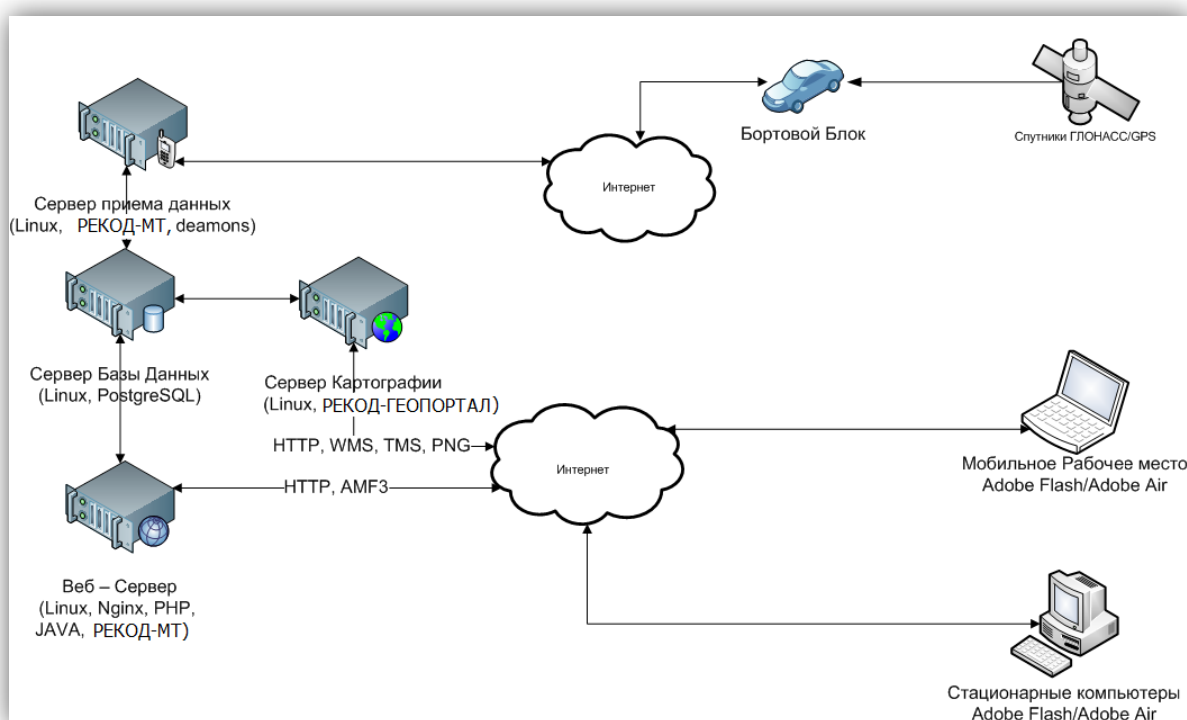 Бортовой Блок
Спутники ГЛОНАСС/GPS
Интернет
Сервер приема данных
(Linux, РЕКОД-МТ, deamons)
Сервер Базы Данных
(Linux, PostgreSQL)
Сервер Картографии
(Linux, РЕКОД-ГЕОПОРТАЛ)
HTTP, WMS, TMS, PNG
Интернет
HTTP, AMF3
Мобильное Рабочее место
Adobe Flash/Adobe Air
Веб – Сервер
(Linux, Nginx, PHP,
JAVA, РЕКОД-МТ)
Стационарные компьютеры
Adobe Flash/Adobe Air